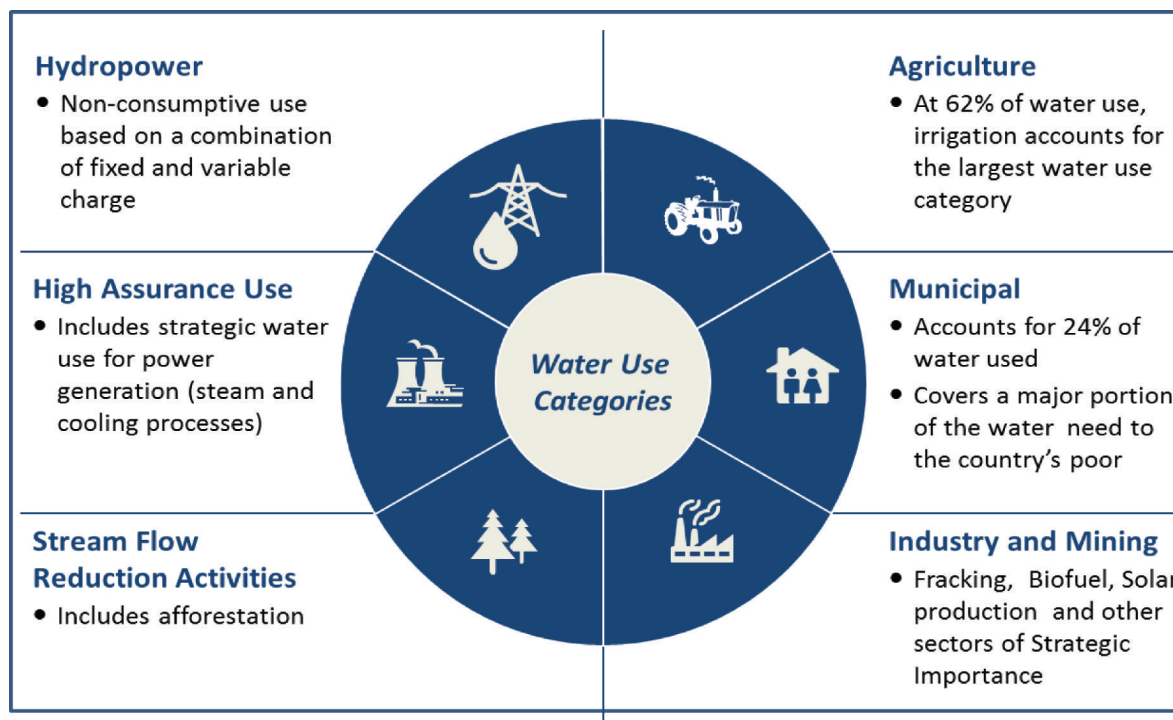 Hydropower
• Non-consumptive use
based on a combination
of fixed and variable
charge
High Assurance Use
• Includes strategic water
use for power
generation (steam and
cooling processes)
Stream Flow
Reduction Activities
• Includes afforestation
Water Use
Categories
Agriculture
• At 62% of water use,
irrigation accounts for
the largest water use
category
Municipal
• Accounts for 24% of
water used
• Covers a major portion
of the water need to
the country's poor
Industry and Mining
• Fracking, Biofuel, Solar
production and other
sectors of Strategic
Importance